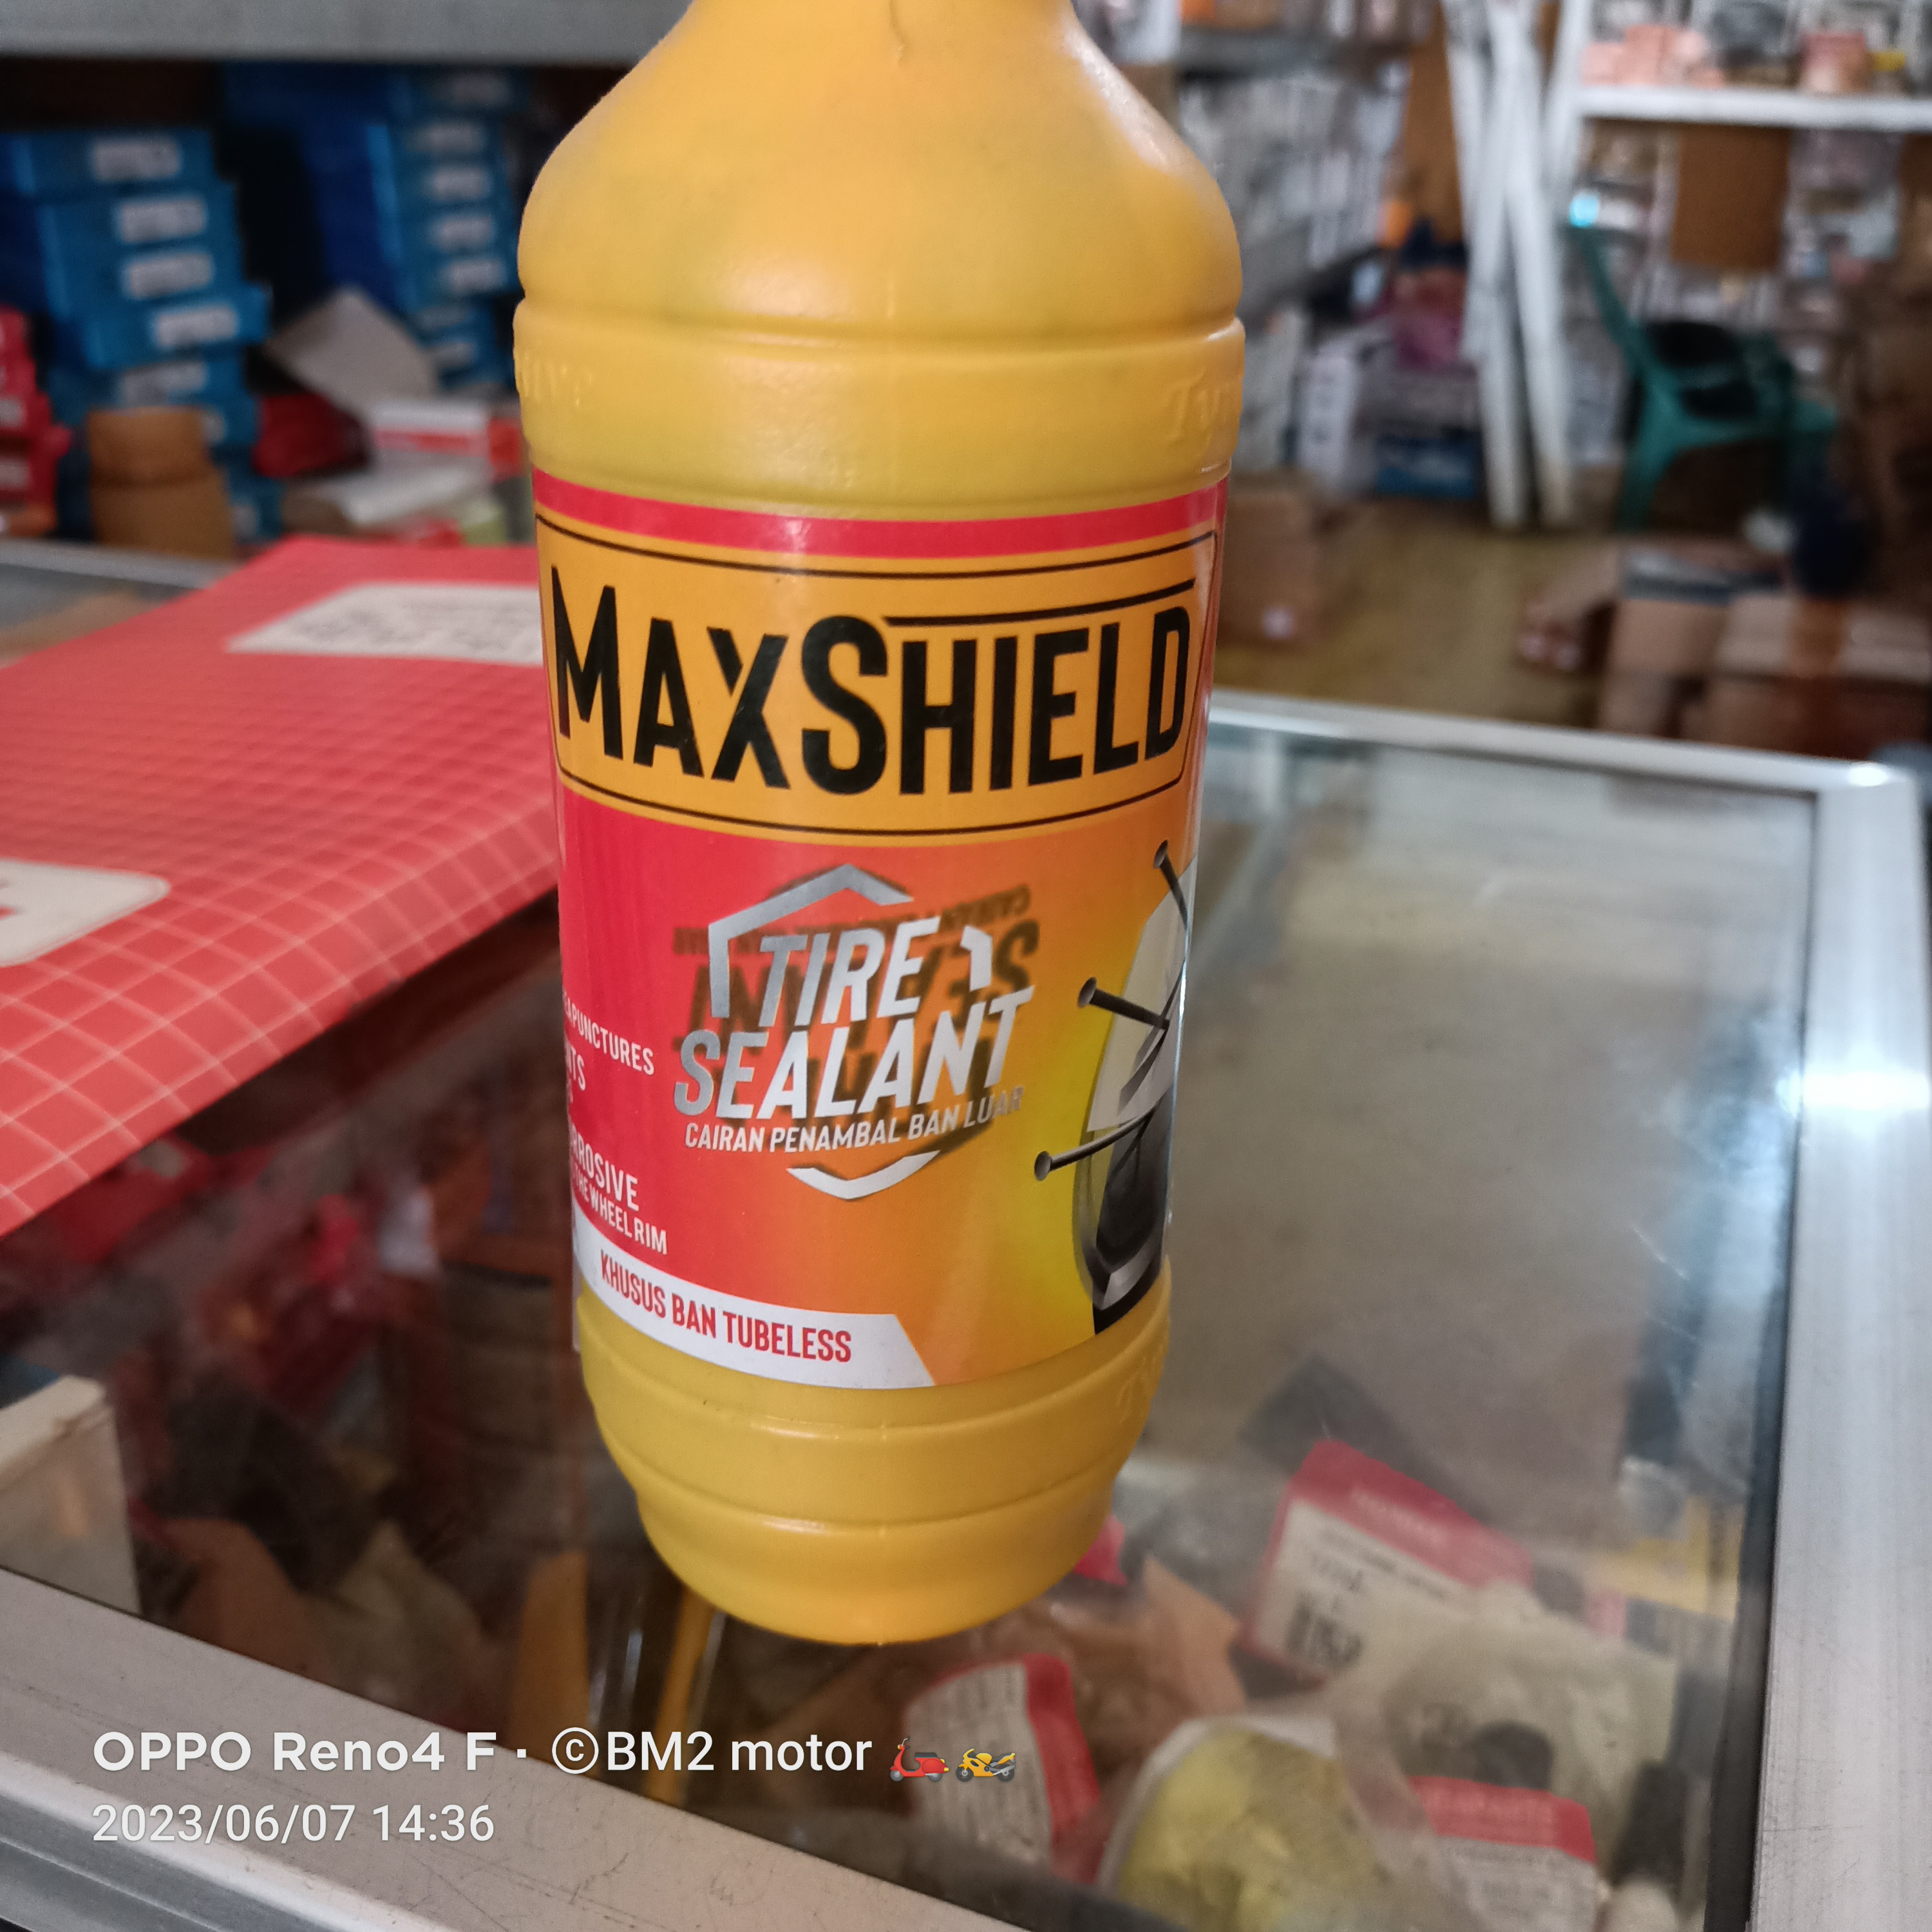 MAXSHIELD
TIRE
SEALANT
CAIRAN PENAMBAL BAN LUAR
PUNCTURES
WHEEL RIM
KHUSUS BAN TUBELESS
OPPO Reno4 F · ©BM2 motor 🛵🏍️
2023/06/07 14:36